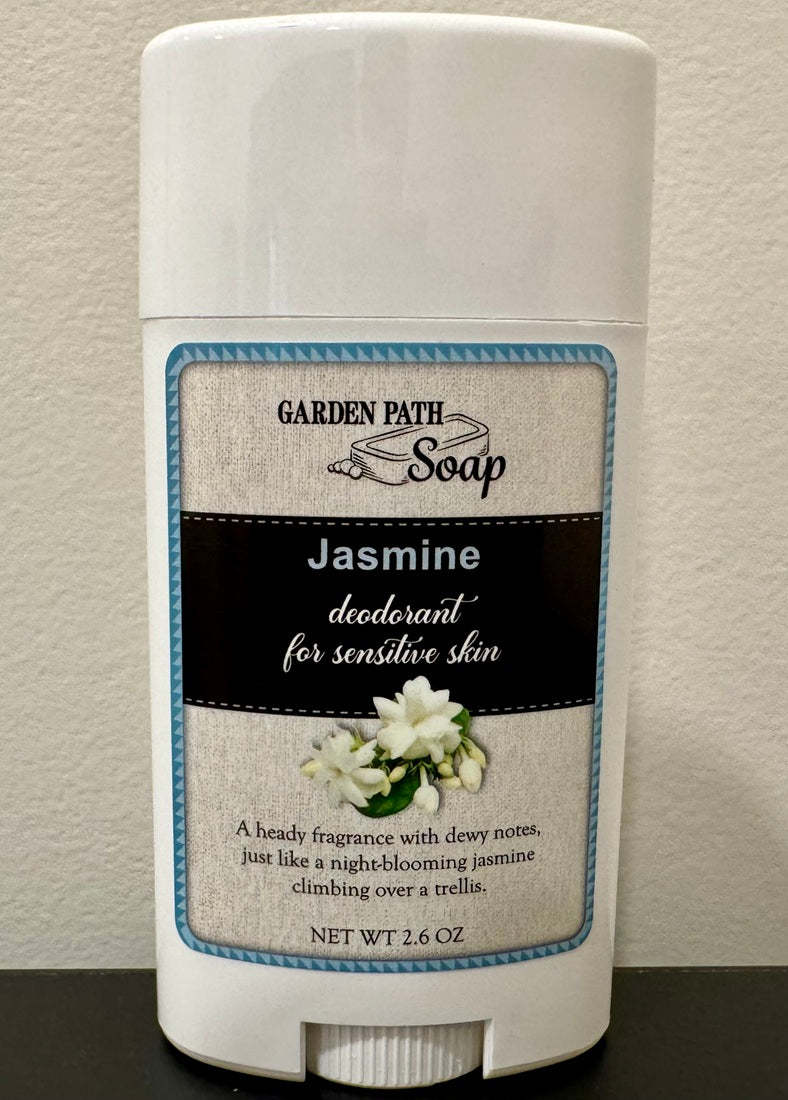 GARDEN PATH
Soap
Jasmine
deodorant
for sensitive skin
A heady fragrance with dewy notes,
just like a night-blooming jasmine
climbing over a trellis.
NET WT 2.6 OZ